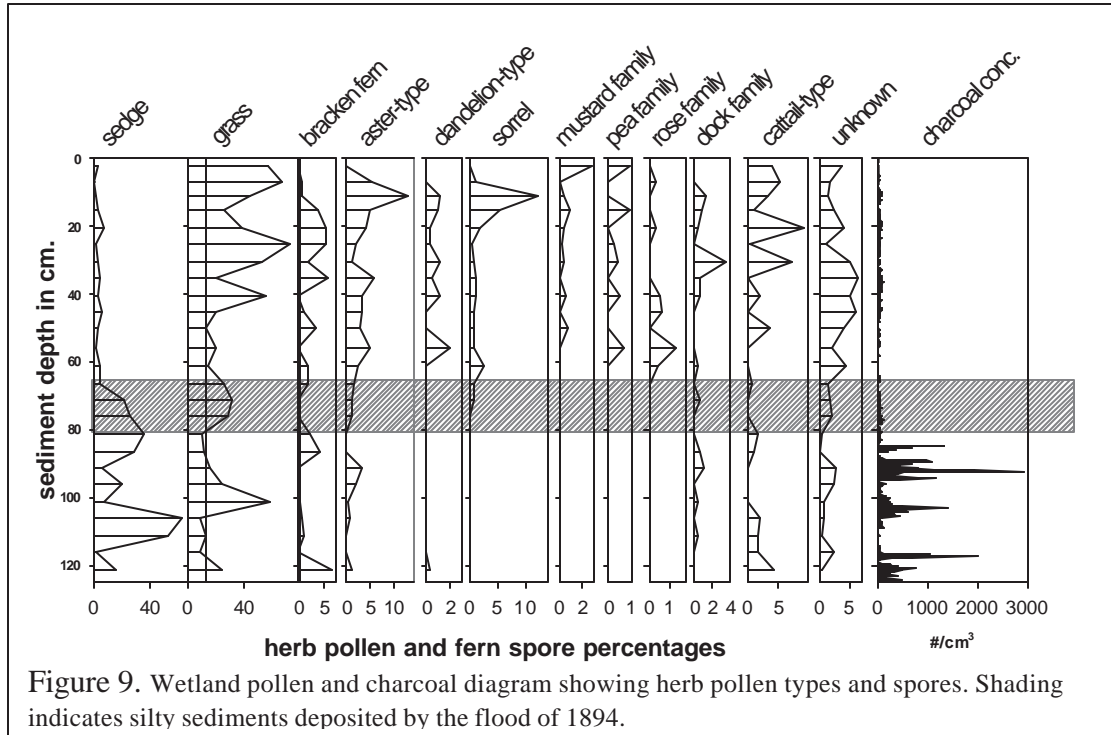 sedge
grass
bracken fern
aster-type
dandelion-type
sorrel
mustard family
pea family
rose family
dock family
cattail-type
unknown
charcoal conc.
sediment depth in cm.
0
20
40
60
80
100
120
0 40
0 40
0 5
0 5 10
0 2
0 10
0 2
0 1
0 1
0 2 4
0 5
0 5
0 1000 2000 3000
#/cm³
herb pollen and fern spore percentages
Figure 9. Wetland pollen and charcoal diagram showing herb pollen types and spores. Shading
indicates silty sediments deposited by the flood of 1894.